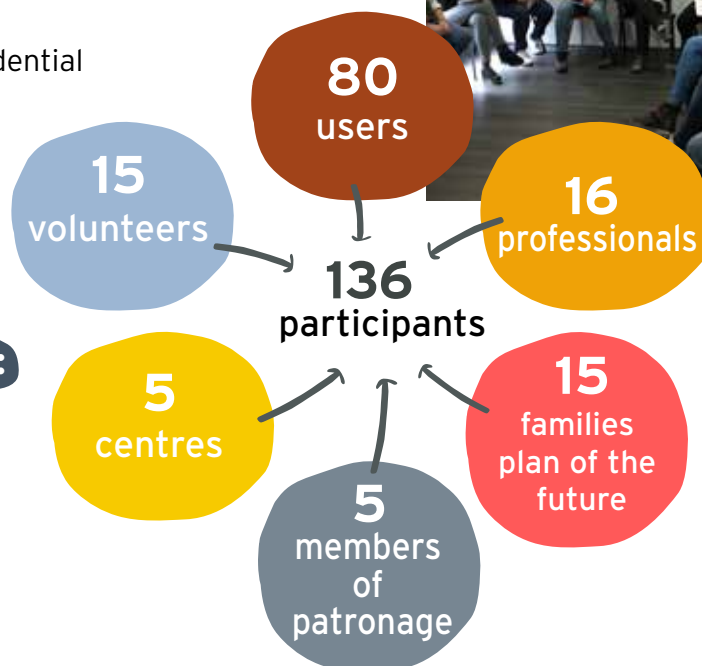 dential
80
users
15
volunteers
16
professionals
136
participants
:
5
centres
15
families
plan of the
future
5
members
of
patronage